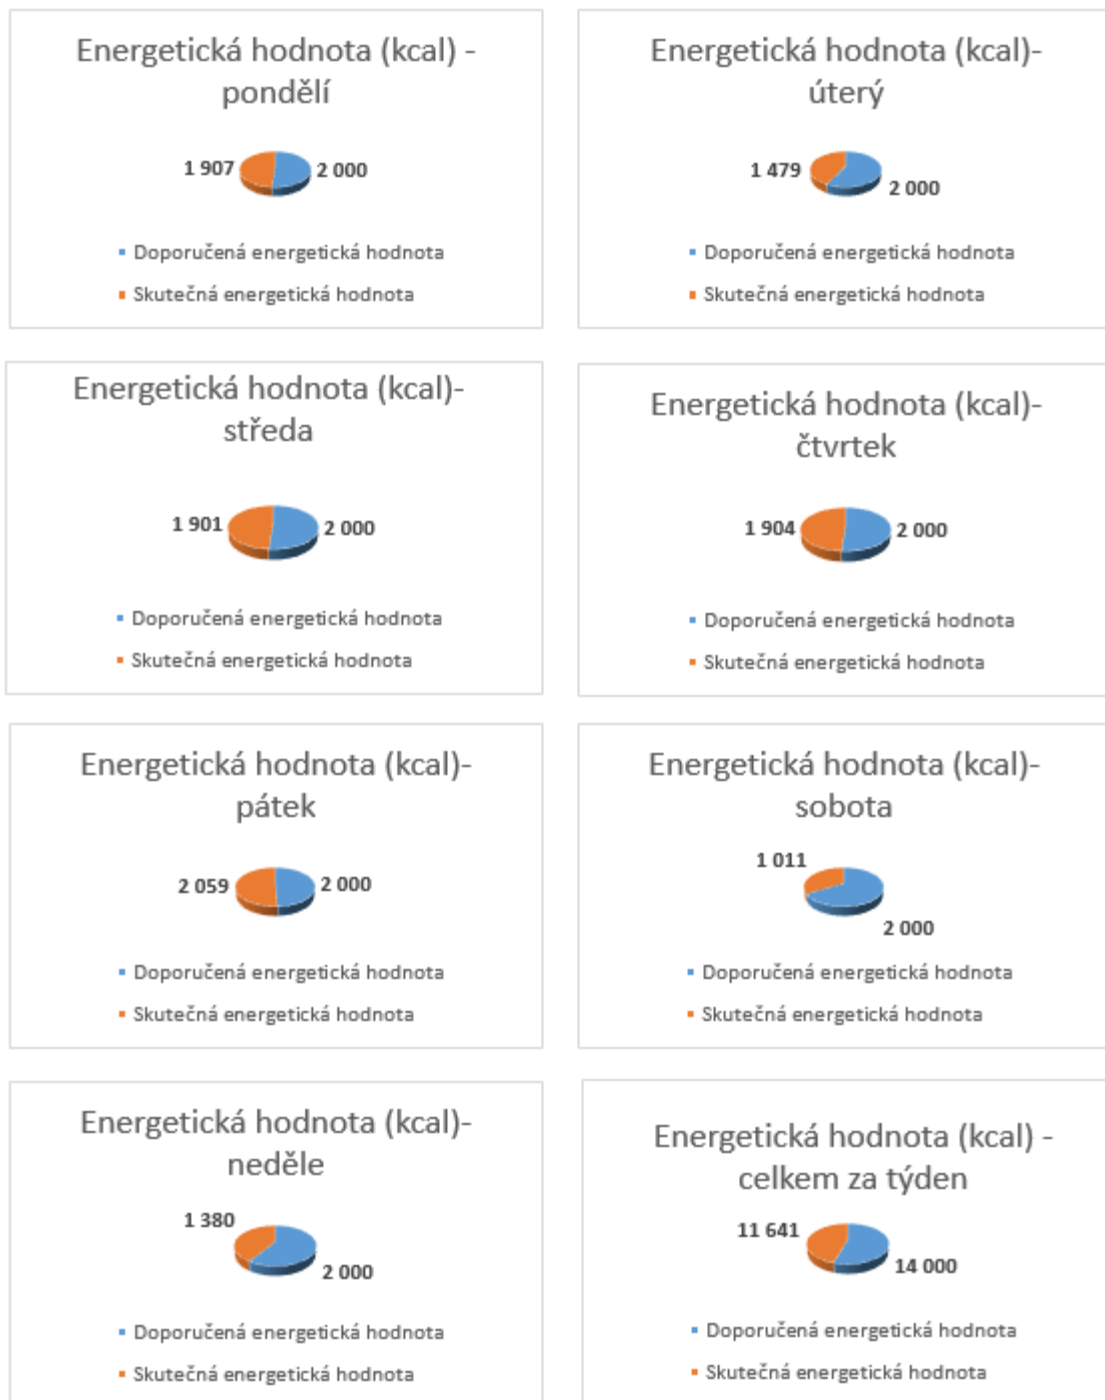 Energetická hodnota (kcal) -
pondělí
1 907
2 000
Doporučená energetická hodnota
Skutečná energetická hodnota
Energetická hodnota (kcal)-
úterý
1 479
2 000
Doporučená energetická hodnota
Skutečná energetická hodnota
Energetická hodnota (kcal)-
středa
1 901
2 000
Doporučená energetická hodnota
Skutečná energetická hodnota
Energetická hodnota (kcal)-
čtvrtek
1 904
2 000
Doporučená energetická hodnota
Skutečná energetická hodnota
Energetická hodnota (kcal)-
pátek
2 059
2 000
Doporučená energetická hodnota
Skutečná energetická hodnota
Energetická hodnota (kcal)-
sobota
1 011
2 000
Doporučená energetická hodnota
Skutečná energetická hodnota
Energetická hodnota (kcal)-
neděle
1 380
2 000
Doporučená energetická hodnota
Skutečná energetická hodnota
Energetická hodnota (kcal) -
celkem za týden
11 641
14 000
Doporučená energetická hodnota
Skutečná energetická hodnota